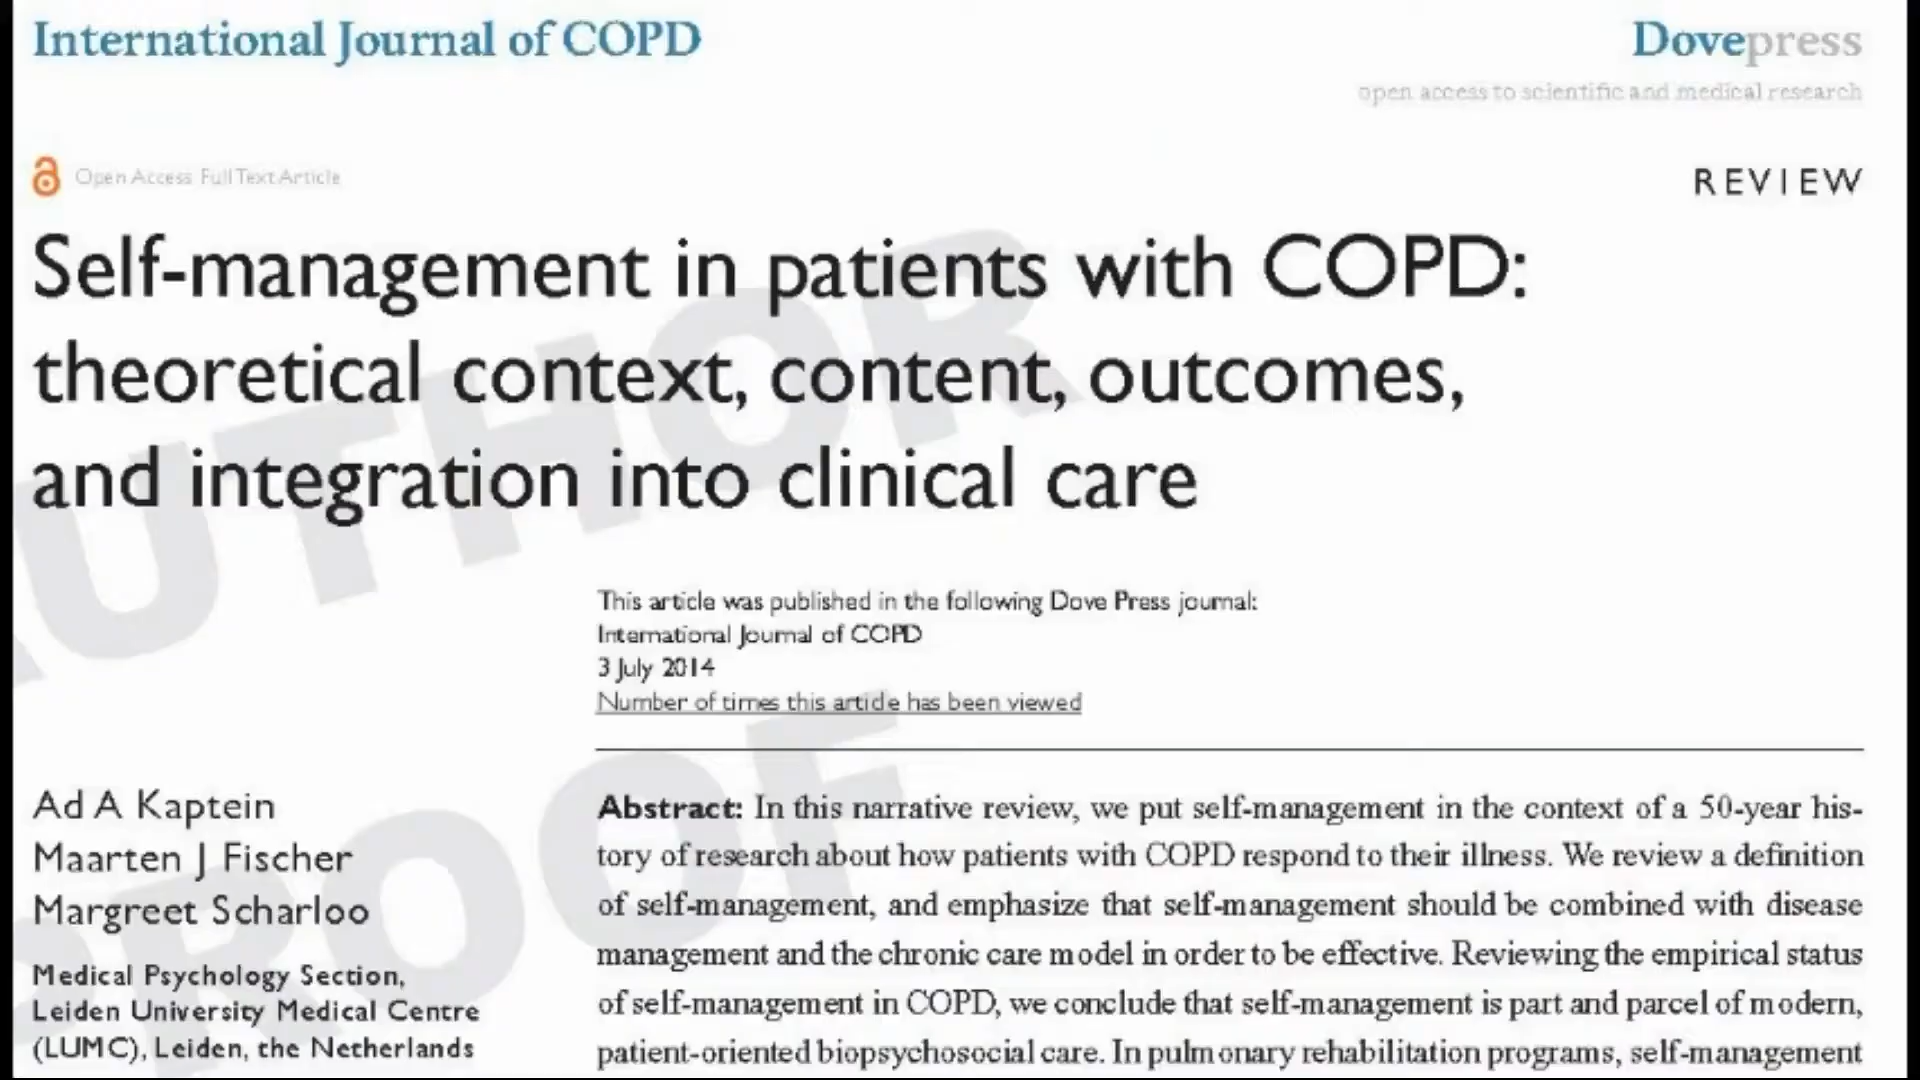 International Journal of COPD
Dovepress
open access to scientific and medical research
Open Access Full Text Article
REVIEW
Self-management in patients with COPD:
theoretical context, content, outcomes,
and integration into clinical care
This article was published in the following Dove Press journal:
International Journal of COPD
3 July 2014
Number of times this article has been viewed
Ad A Kaptein
Maarten J Fischer
Margreet Scharloo
Medical Psychology Section,
Leiden University Medical Centre
(LUMC), Leiden, the Netherlands
Abstract: In this narrative review, we put self-management in the context of a 50-year his-
tory of research about how patients with COPD respond to their illness. We review a definition
of self-management, and emphasize that self-management should be combined with disease
management and the chronic care model in order to be effective. Reviewing the empirical status
of self-management in COPD, we conclude that self-management is part and parcel of modern,
patient-oriented biopsychosocial care. In pulmonary rehabilitation programs, self-management
AUTHOR
PROOF